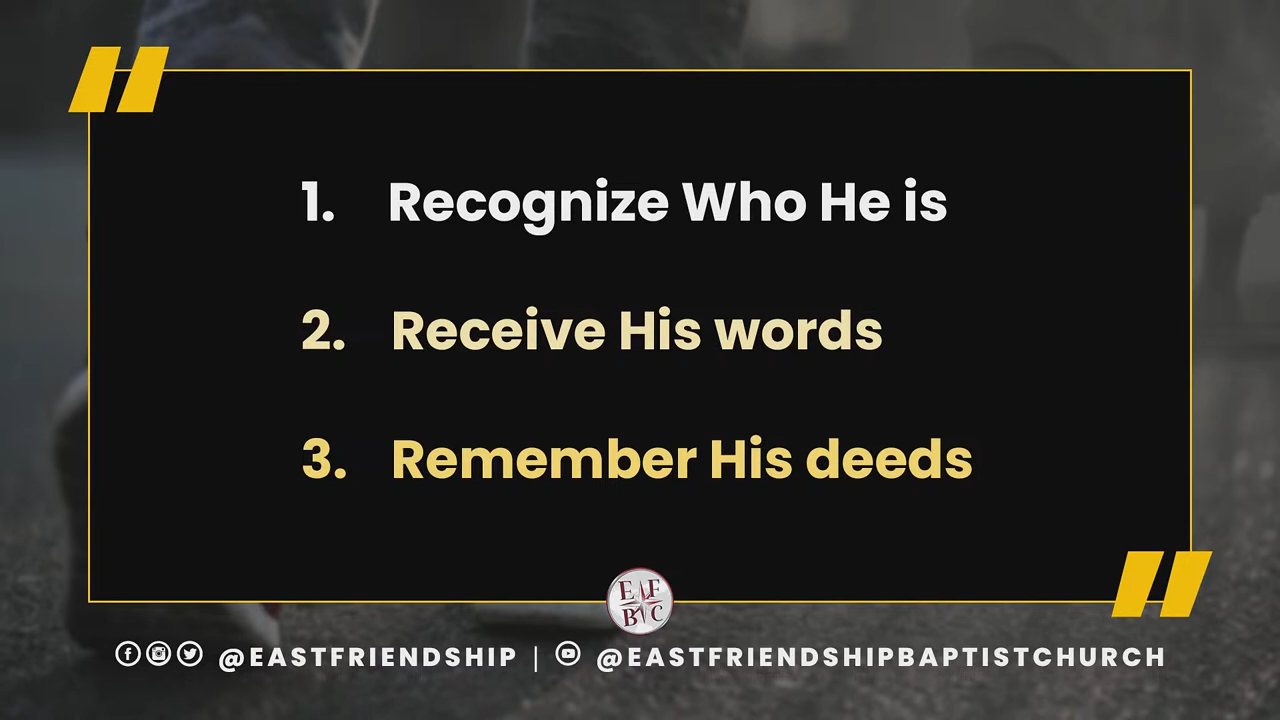 1. Recognize Who He is
2. Receive His words
3. Remember His deeds
E F
B C
@EASTFRIENDSHIP | @EASTFRIENDSHIPBAPTISTCHURCH